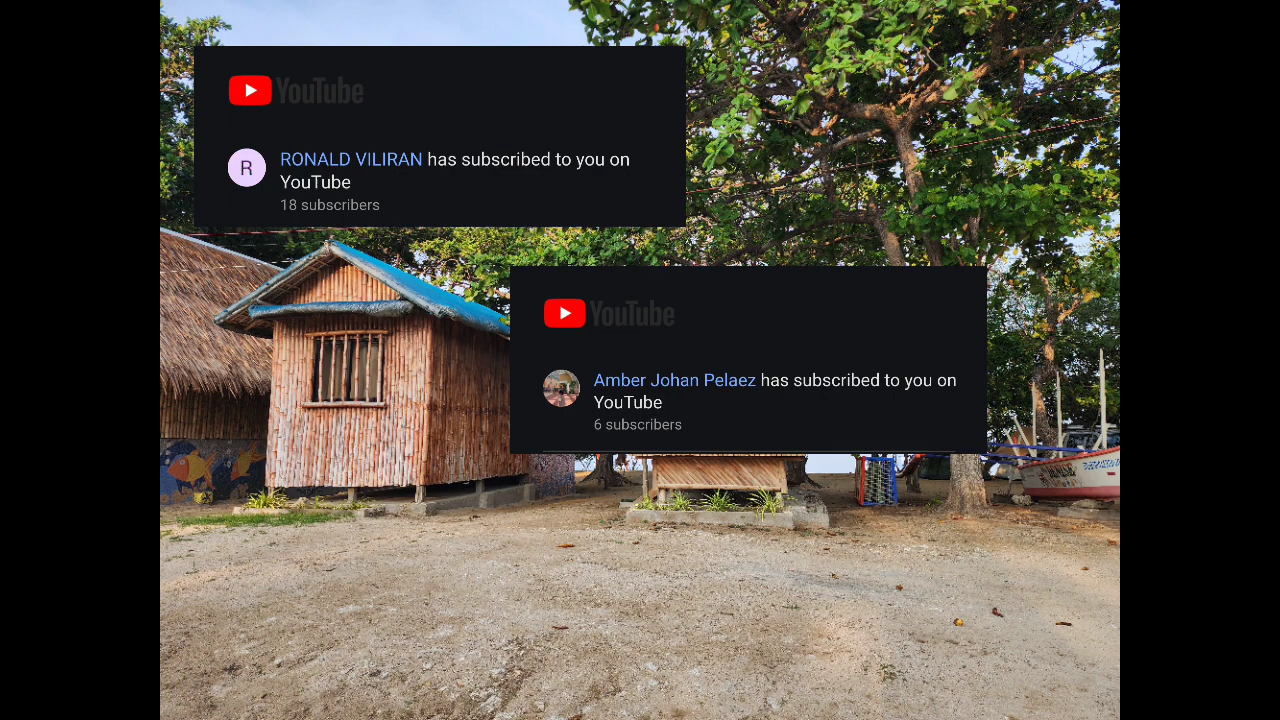 YouTube
RONALD VILIRAN has subscribed to you on
YouTube
18 subscribers
YouTube
Amber Johan Pelaez has subscribed to you on
YouTube
6 subscribers
R